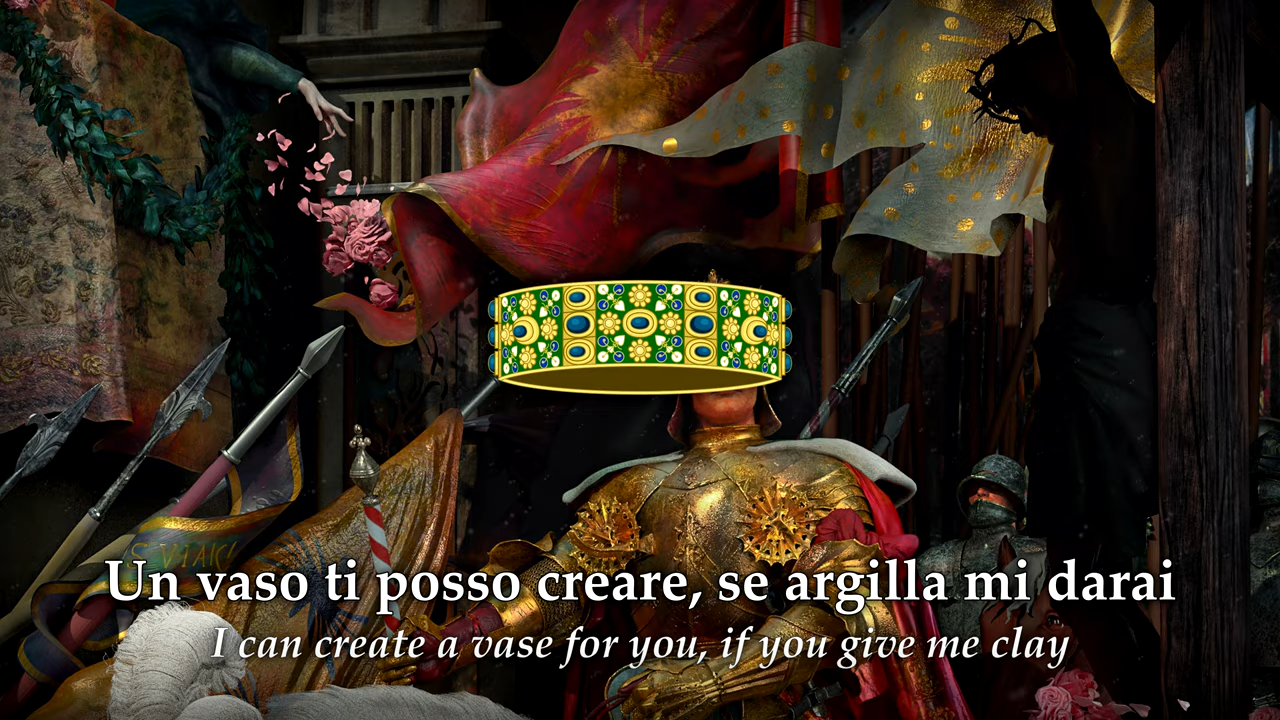 Un vaso ti posso creare, se argilla mi darai
I can create a vase for you, if you give me clay